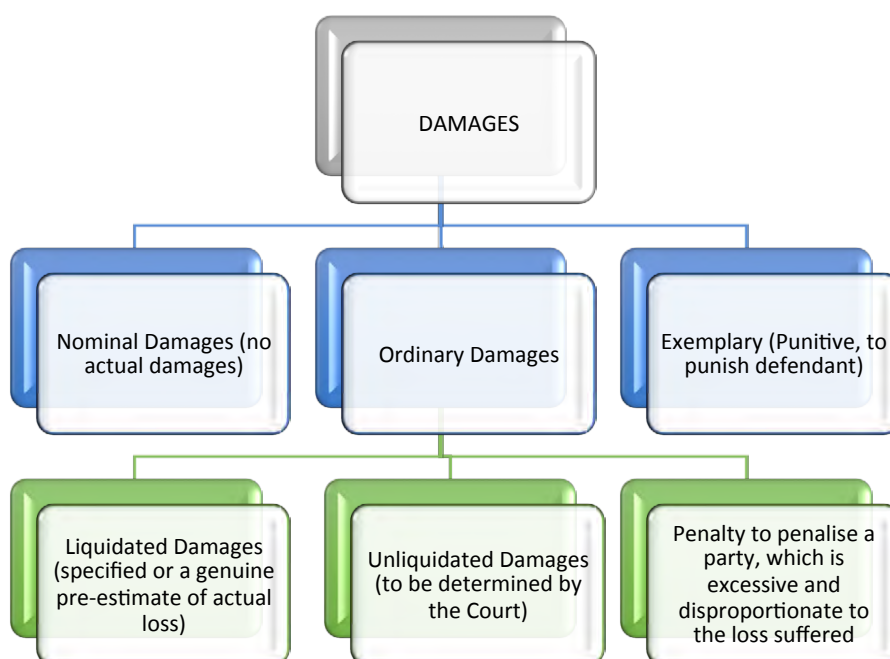 DAMAGES
Nominal Damages (no
actual damages)
Ordinary Damages
Exemplary (Punitive, to
punish defendant)
Liquidated Damages
(specified or a genuine
pre-estimate of actual
loss)
Unliquidated Damages
(to be determined by
the Court)
Penalty to penalise a
party, which is
excessive and
disproportionate to
the loss suffered